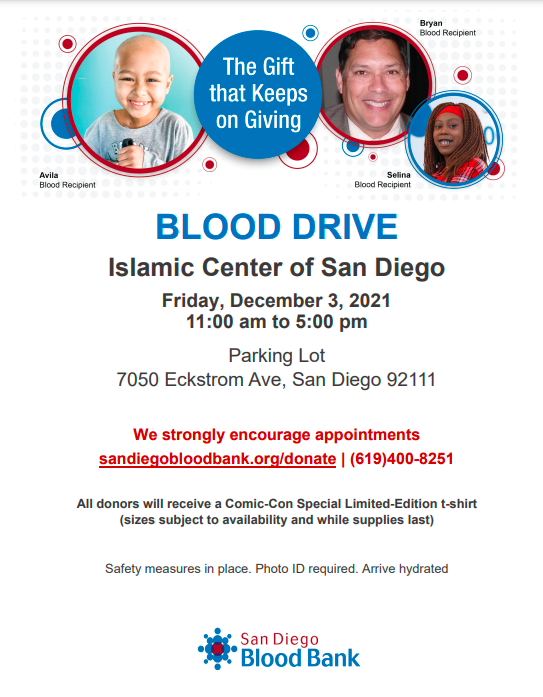 Bryan
Blood Recipient
The Gift
that Keeps
on Giving
Avila
Blood Recipient
Selina
Blood Recipient
BLOOD DRIVE
Islamic Center of San Diego
Friday, December 3, 2021
11:00 am to 5:00 pm
Parking Lot
7050 Eckstrom Ave, San Diego 92111
We strongly encourage appointments
sandiegobloodbank.org/donate | (619)400-8251
All donors will receive a Comic-Con Special Limited-Edition t-shirt
(sizes subject to availability and while supplies last)
Safety measures in place. Photo ID required. Arrive hydrated
San Diego
Blood Bank